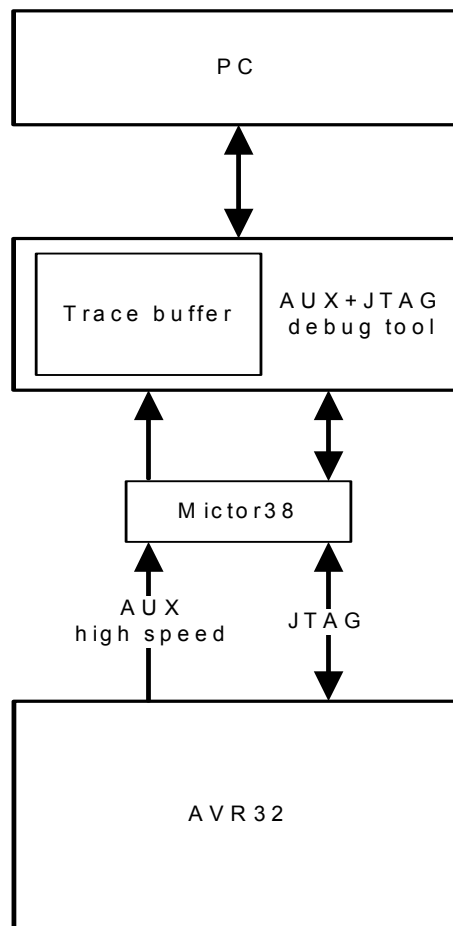 PC
Trace buffer
AUX+JTAG
debug tool
Mictor38
AUX
high speed
JTAG
AVR32